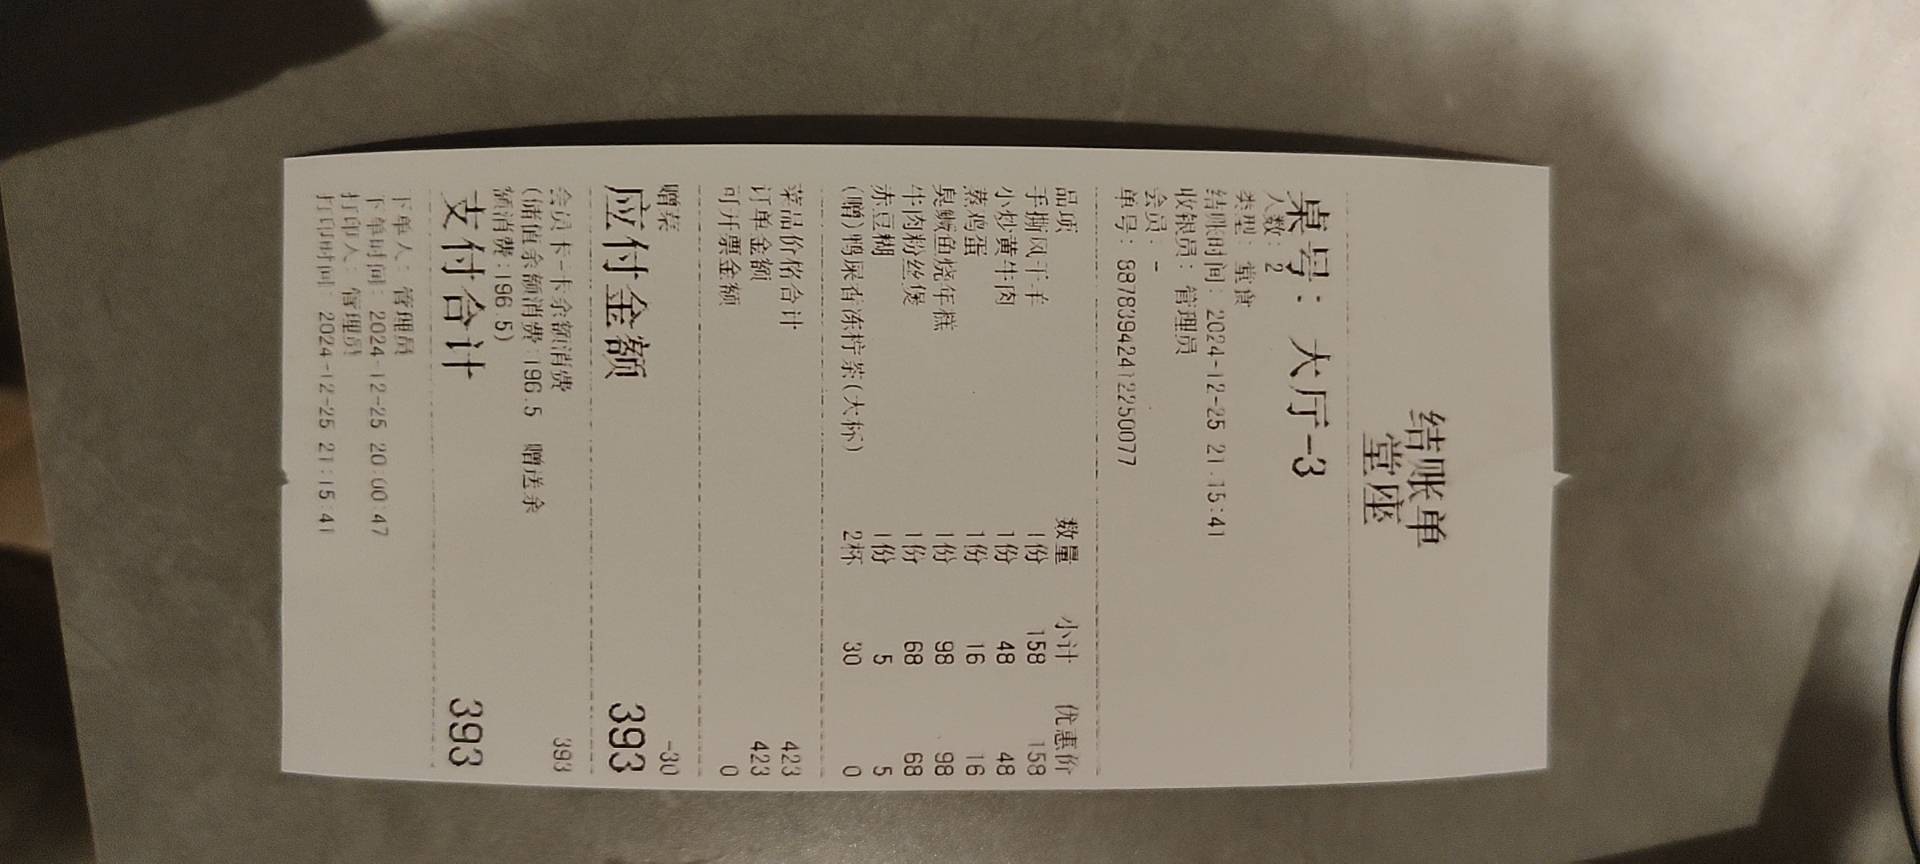 结账单
堂座
桌号: 大厅-3
人数: 2
类型: 堂食
结账时间: 2024-12-25 21:15:41
收银员: 管理员
会员: -
单号: 887839424122250077
品项 数量 小计 优惠价
手撕风干羊 1份 158 158
小炒黄牛肉 1份 48 48
蒸鸡蛋 1份 16 16
臭鳜鱼烧年糕 1份 98 98
牛肉粉丝煲 1份 68 68
赤豆糊 1份 5 5
(赠)鸭屎香冻柠茶(大杯) 2杯 30 0
菜品价格合计 423
订单金额 423
可开票金额 0
赠菜 -30
应付金额 393
会员卡-卡余额消费 393
(储值余额消费:196.5 赠送余
额消费:196.5)
支付合计 393
下单人: 管理员
下单时间: 2024-12-25 20:00:47
打印人: 管理员
打印时间: 2024-12-25 21:15:41